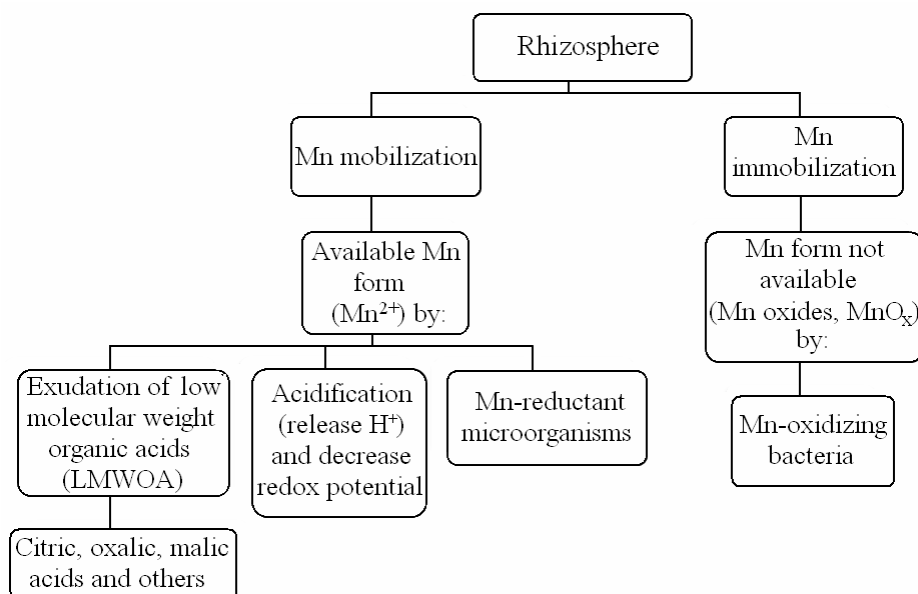 Rhizosphere
Mn mobilization
Mn
immobilization
Available Mn
form
(Mn²⁺) by:
Mn form not
available
(Mn oxides, MnOₓ)
by:
Exudation of low
molecular weight
organic acids
(LMWOA)
Acidification
(release H⁺)
and decrease
redox potential
Mn-reductant
microorganisms
Mn-oxidizing
bacteria
Citric, oxalic, malic
acids and others